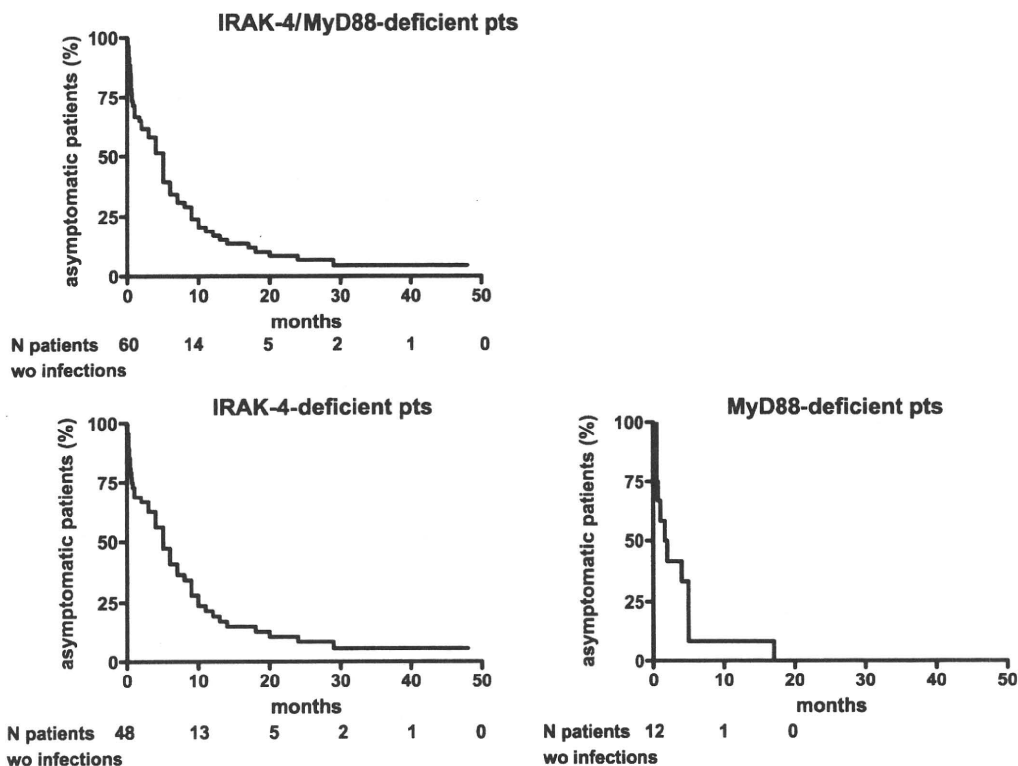 IRAK-4/MyD88-deficient pts
asymptomatic patients (%)
100
75
50
25
0
0 10 20 30 40 50
months
N patients 60 14 5 2 1 0
wo infections
IRAK-4-deficient pts
asymptomatic patients (%)
100
75
50
25
0
0 10 20 30 40 50
months
N patients 48 13 5 2 1 0
wo infections
MyD88-deficient pts
asymptomatic patients (%)
100
75
50
25
0
0 10 20 30 40 50
months
N patients 12 1 0
wo infections